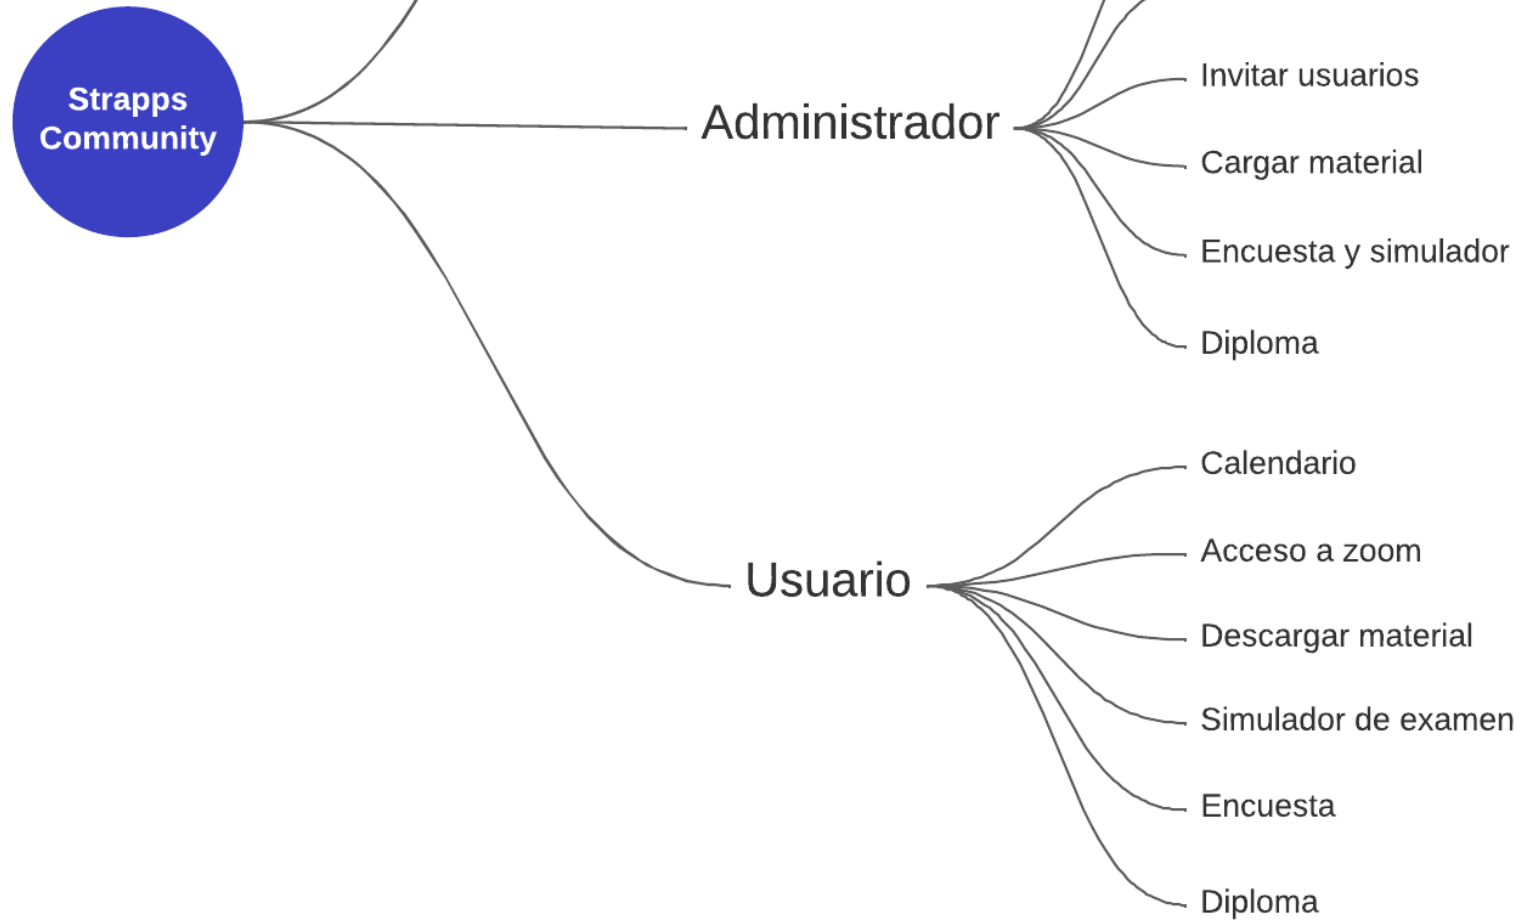 Strapps
Community
Administrador
Invitar usuarios
Cargar material
Encuesta y simulador
Diploma
Usuario
Calendario
Acceso a zoom
Descargar material
Simulador de examen
Encuesta
Diploma